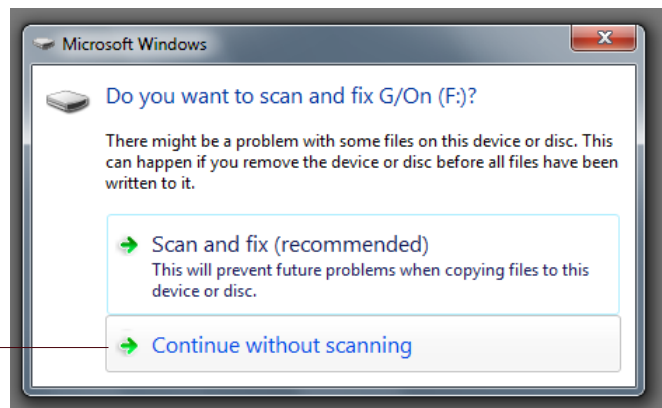 Microsoft Windows
Do you want to scan and fix G/On (F:)?
There might be a problem with some files on this device or disc. This
can happen if you remove the device or disc before all files have been
written to it.
Scan and fix (recommended)
This will prevent future problems when copying files to this
device or disc.
Continue without scanning